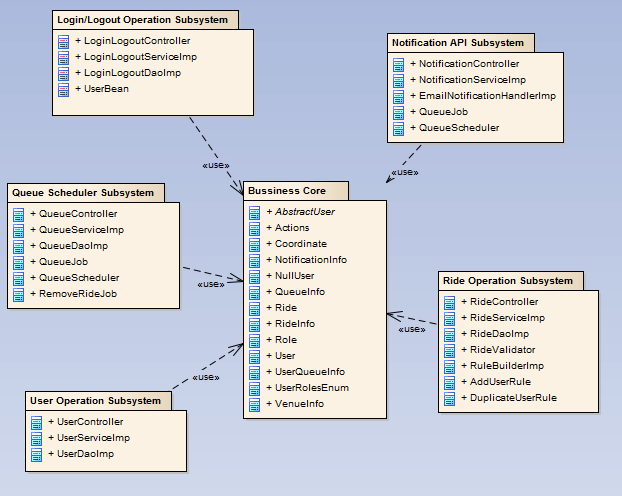 Login/Logout Operation Subsystem
+ LoginLogoutController
+ LoginLogoutServiceImp
+ LoginLogoutDaoImp
+ UserBean
Notification API Subsystem
+ NotificationController
+ NotificationServiceImp
+ EmailNotificationHandlerImp
+ QueueJob
+ QueueScheduler
«use»
«use»
Queue Scheduler Subsystem
+ QueueController
+ QueueServiceImp
+ QueueDaoImp
+ QueueJob
+ QueueScheduler
+ RemoveRideJob
«use»
Bussiness Core
+ AbstractUser
+ Actions
+ Coordinate
+ NotificationInfo
+ NullUser
+ QueueInfo
+ Ride
+ RideInfo
+ Role
+ User
+ UserQueueInfo
+ UserRolesEnum
+ VenueInfo
Ride Operation Subsystem
+ RideController
+ RideServiceImp
+ RideDaoImp
+ RideValidator
+ RuleBuilderImp
+ AddUserRule
+ DuplicateUserRule
«use»
«use»
User Operation Subsystem
+ UserController
+ UserServiceImp
+ UserDaoImp